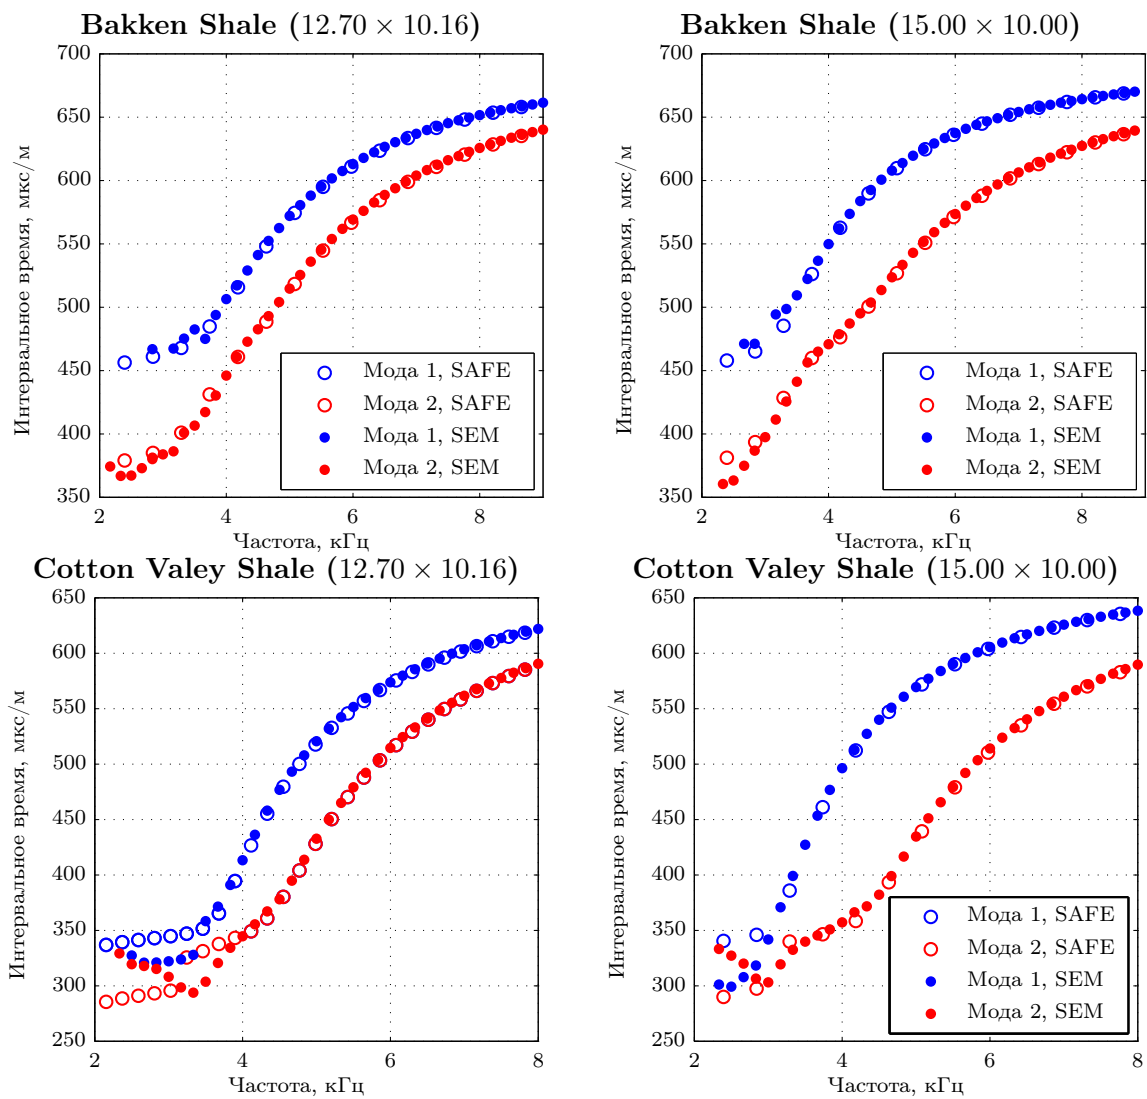 Bakken Shale (12.70 × 10.16)
700
650
600
550
500
450
400
350
2
4
6
8
Интервальное время, мкс/м
Частота, кГц
Мода 1, SAFE
Мода 2, SAFE
Мода 1, SEM
Мода 2, SEM
Bakken Shale (15.00 × 10.00)
700
650
600
550
500
450
400
350
2
4
6
8
Интервальное время, мкс/м
Частота, кГц
Мода 1, SAFE
Мода 2, SAFE
Мода 1, SEM
Мода 2, SEM
Cotton Valey Shale (12.70 × 10.16)
650
600
550
500
450
400
350
300
250
2
4
6
8
Интервальное время, мкс/м
Частота, кГц
Cotton Valey Shale (15.00 × 10.00)
650
600
550
500
450
400
350
300
250
2
4
6
8
Интервальное время, мкс/м
Частота, кГц
Мода 1, SAFE
Мода 2, SAFE
Мода 1, SEM
Мода 2, SEM